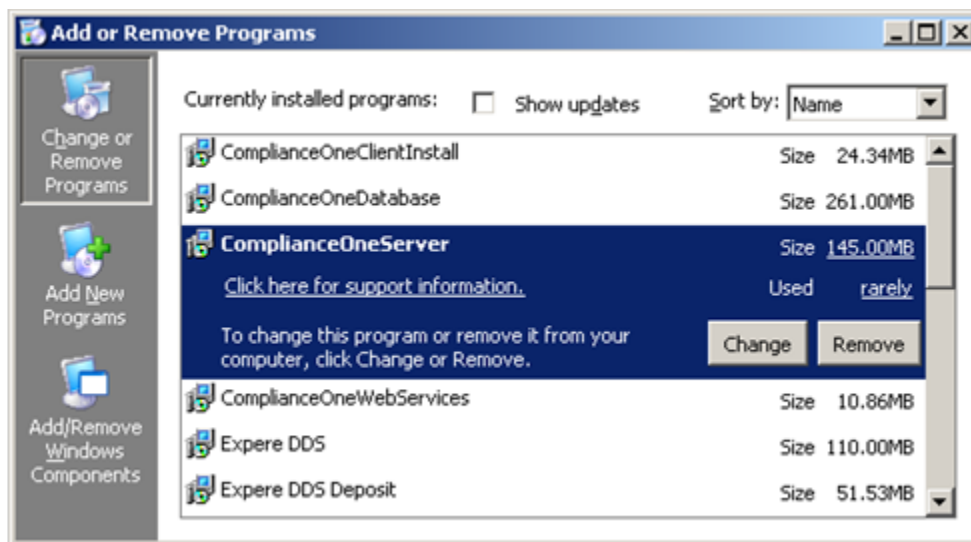 Add or Remove Programs
Change or
Remove
Programs
Add New
Programs
Add/Remove
Windows
Components
Currently installed programs: Show updates Sort by: Name
ComplianceOneClientInstall Size 24.34MB
ComplianceOneDatabase Size 261.00MB
ComplianceOneServer Size 145.00MB
Click here for support information. Used rarely
To change this program or remove it from your
computer, click Change or Remove.
Change Remove
ComplianceOneWebServices Size 10.86MB
Expere DDS Size 110.00MB
Expere DDS Deposit Size 51.53MB